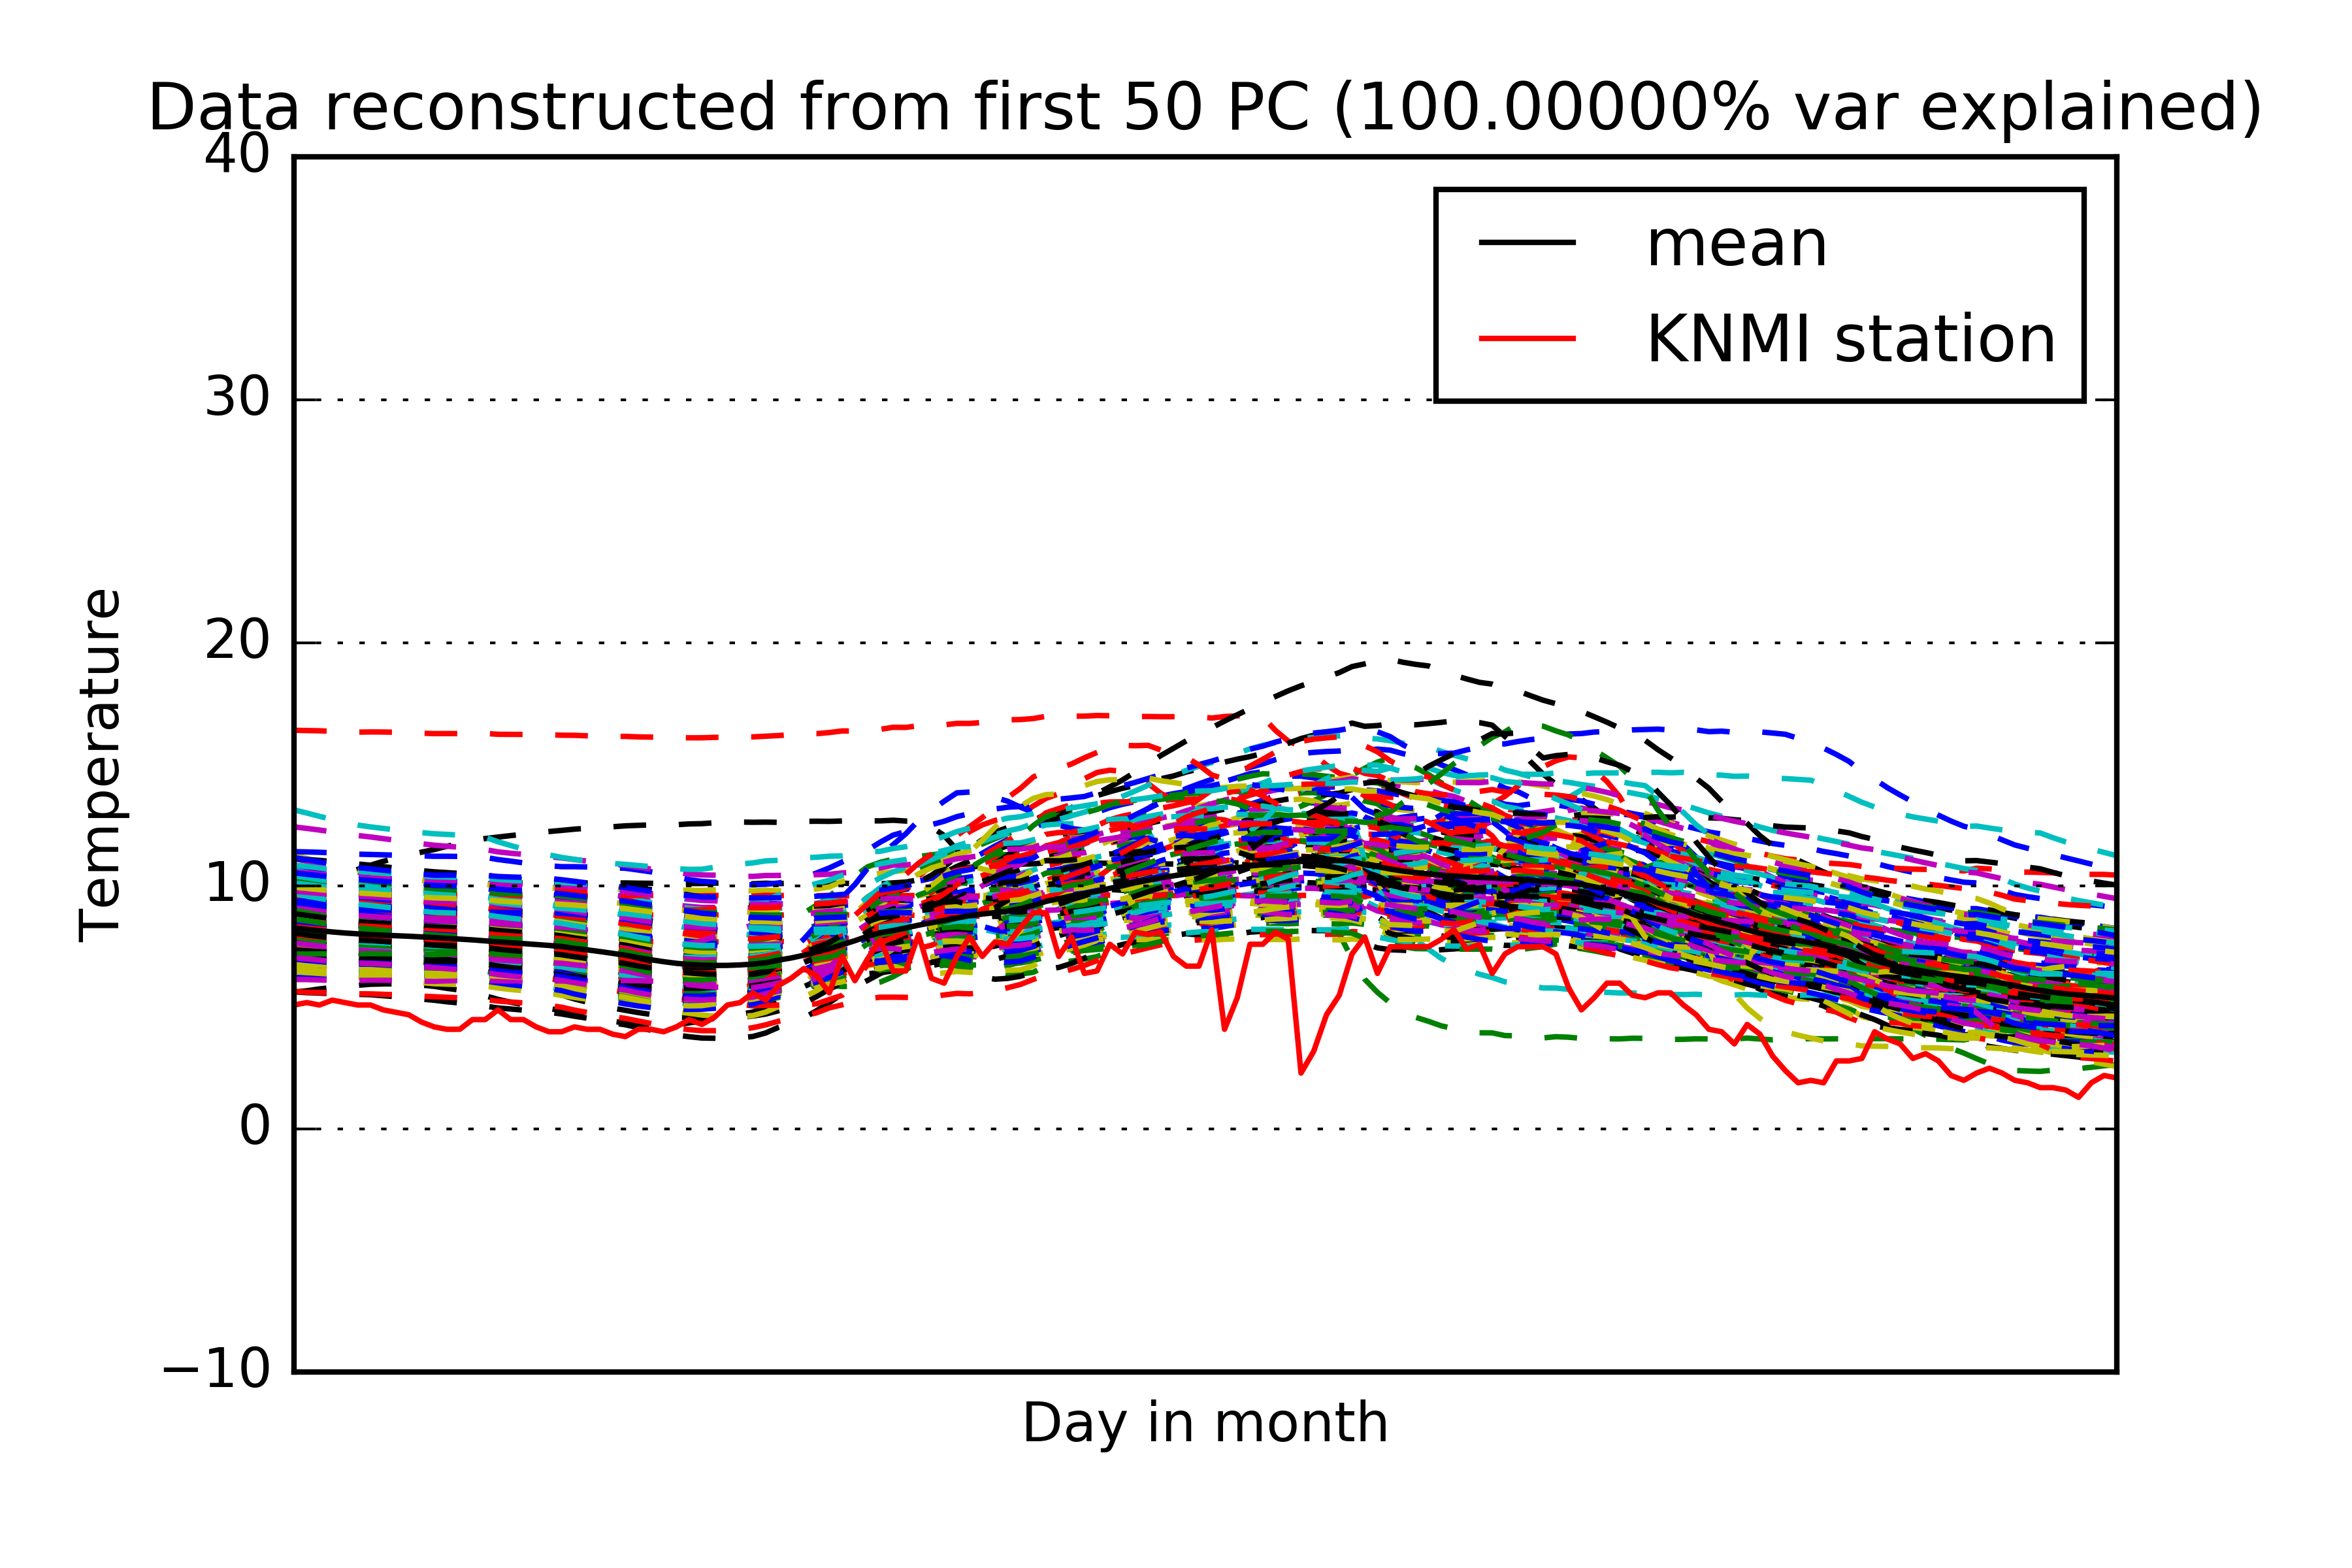 Data reconstructed from first 50 PC (100.00000% var explained)
40
30
20
10
0
−10
Temperature
mean
KNMI station
Day in month